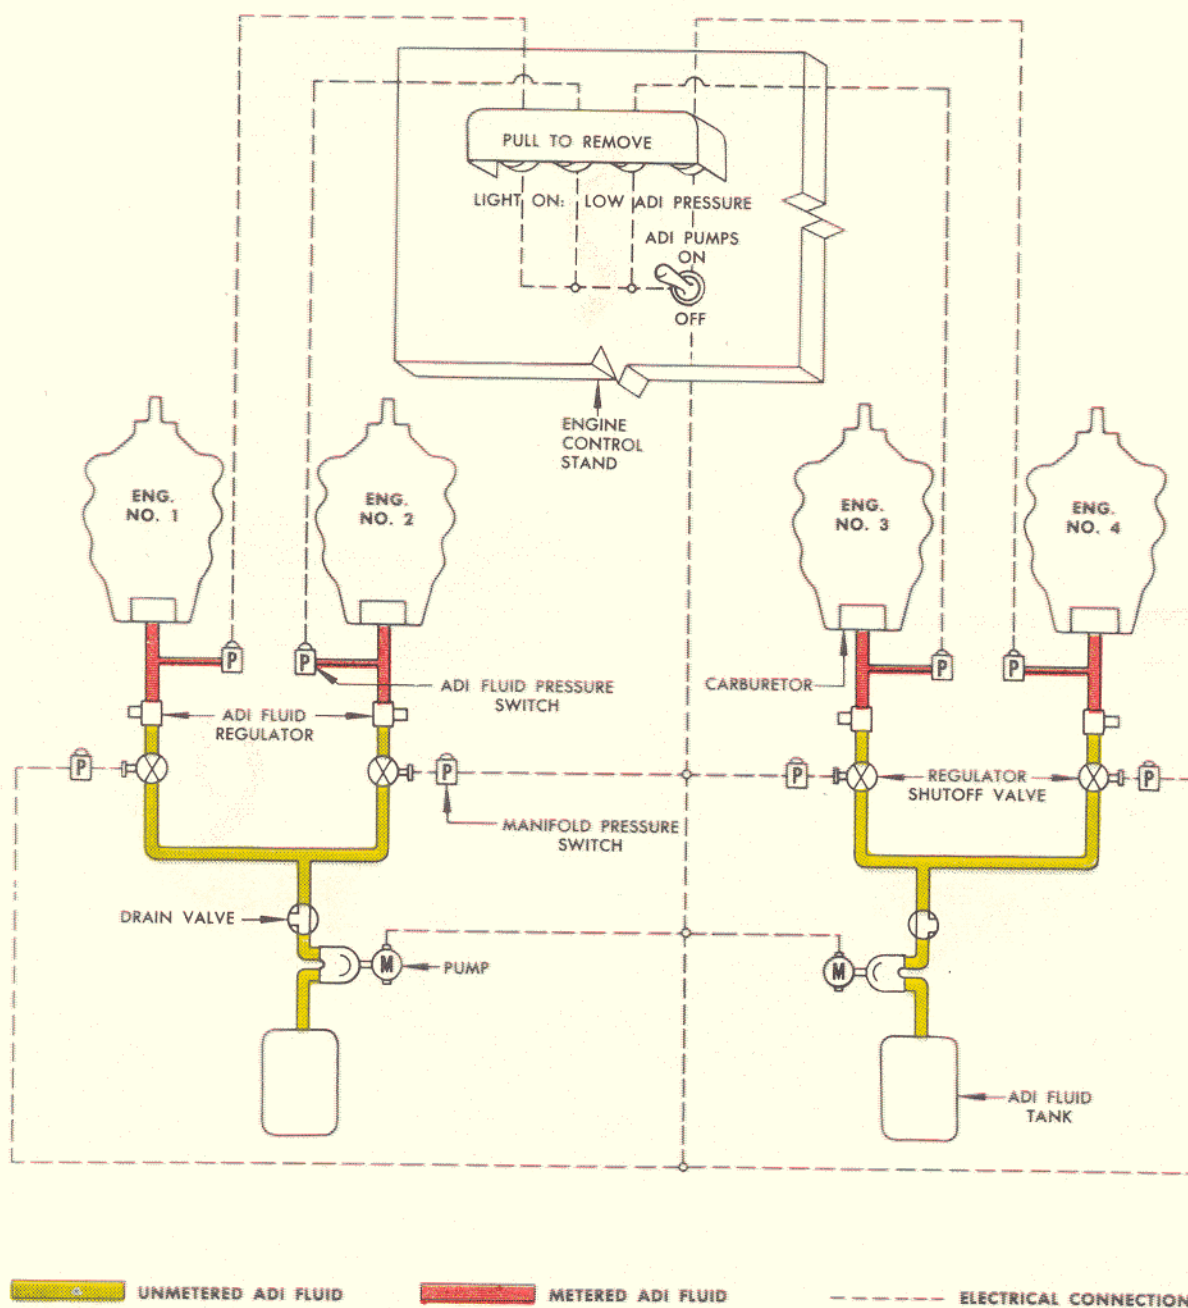 PULL TO REMOVE
LIGHT ON: LOW ADI PRESSURE
ADI PUMPS
ON
OFF
ENGINE
CONTROL
STAND
ENG.
NO. 1
ENG.
NO. 2
ENG.
NO. 3
ENG.
NO. 4
P
P
P
P
ADI FLUID PRESSURE
SWITCH
CARBURETOR
ADI FLUID
REGULATOR
P
P
P
P
REGULATOR
SHUTOFF VALVE
MANIFOLD PRESSURE
SWITCH
DRAIN VALVE
M
PUMP
M
ADI FLUID
TANK
UNMETERED ADI FLUID
METERED ADI FLUID
ELECTRICAL CONNECTION